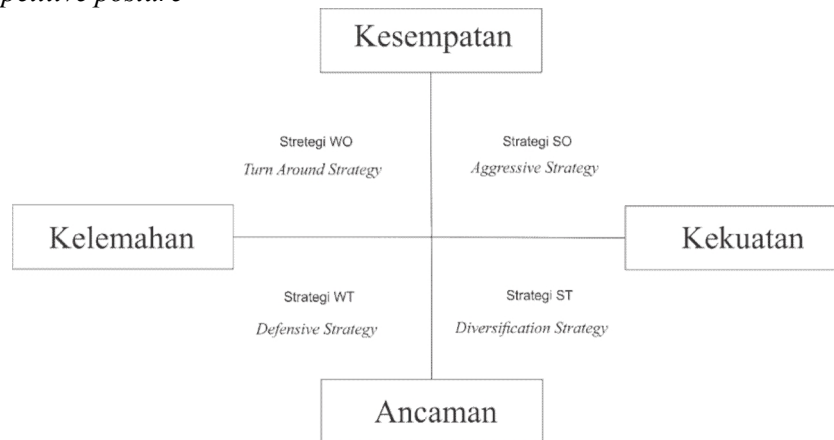 petitive posture
Kesempatan
Stretegi WO
Turn Around Strategy
Strategi SO
Aggressive Strategy
Kelemahan
Kekuatan
Strategi WT
Defensive Strategy
Strategi ST
Diversification Strategy
Ancaman